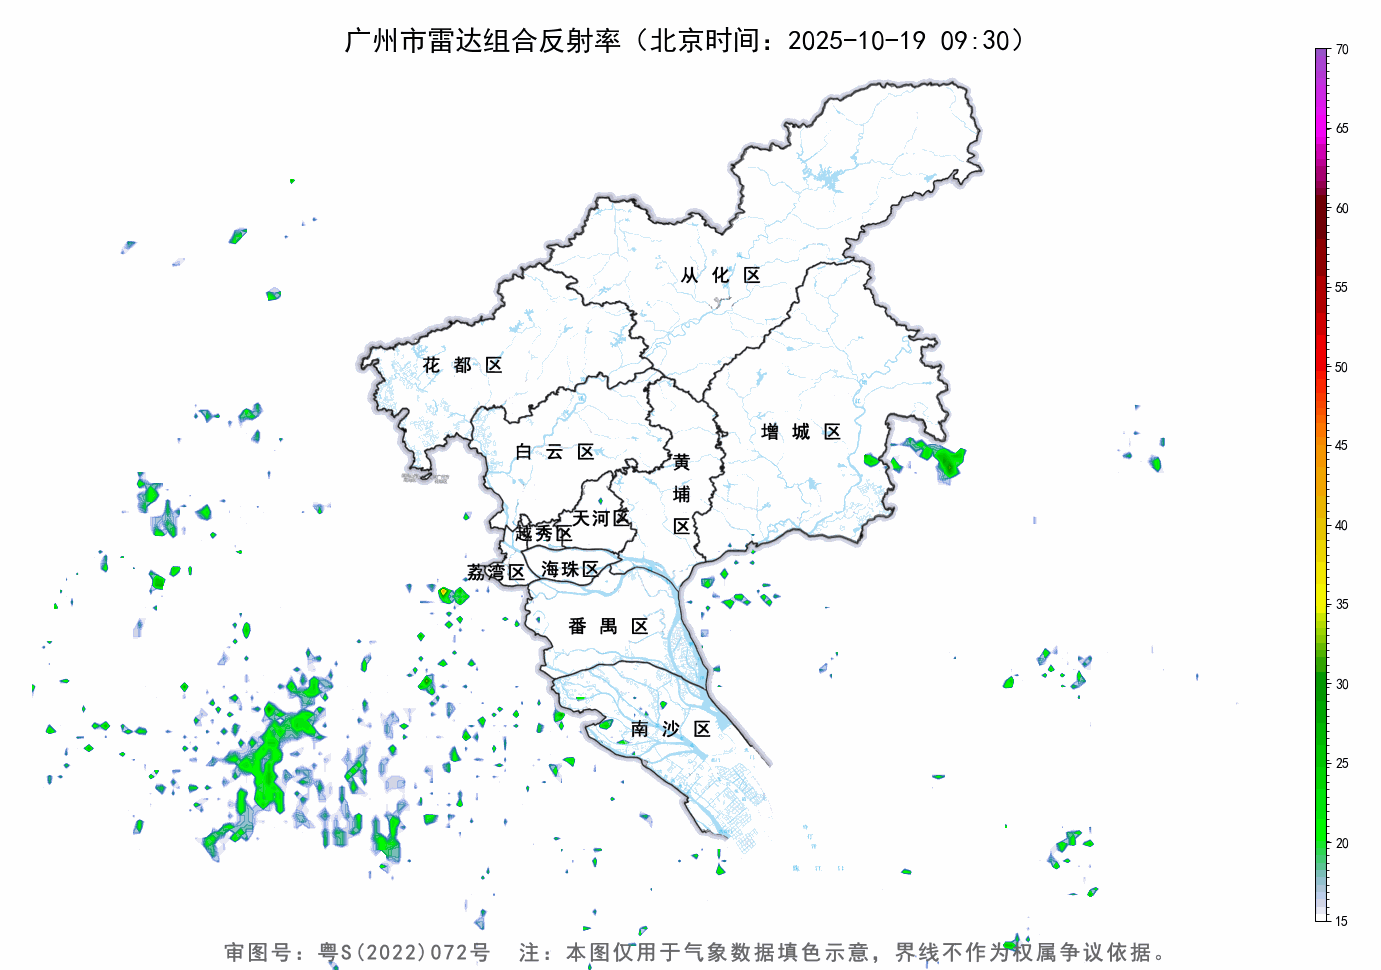 广州市雷达组合反射率（北京时间：2025-10-19 09:30）
70
65
60
55
50
45
40
35
30
25
20
15
从化区
花都区
增城区
白云区
黄埔区
天河区
越秀区
海珠区
荔湾区
番禺区
南沙区
审图号：粤S(2022)072号 注：本图仅用于气象数据填色示意，界线不作为权属争议依据。